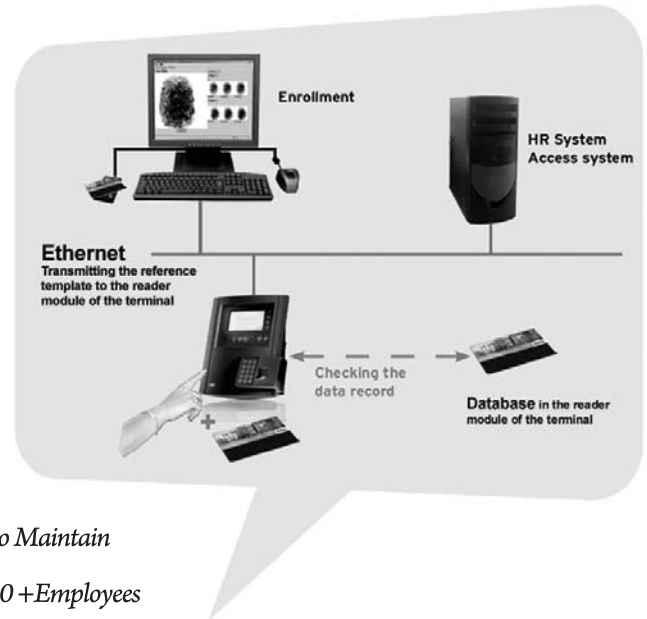 Enrollment
HR System
Access system
Ethernet
Transmitting the reference
template to the reader
module of the terminal
Checking the
data record
+
Database in the reader
module of the terminal
o Maintain
0 +Employees